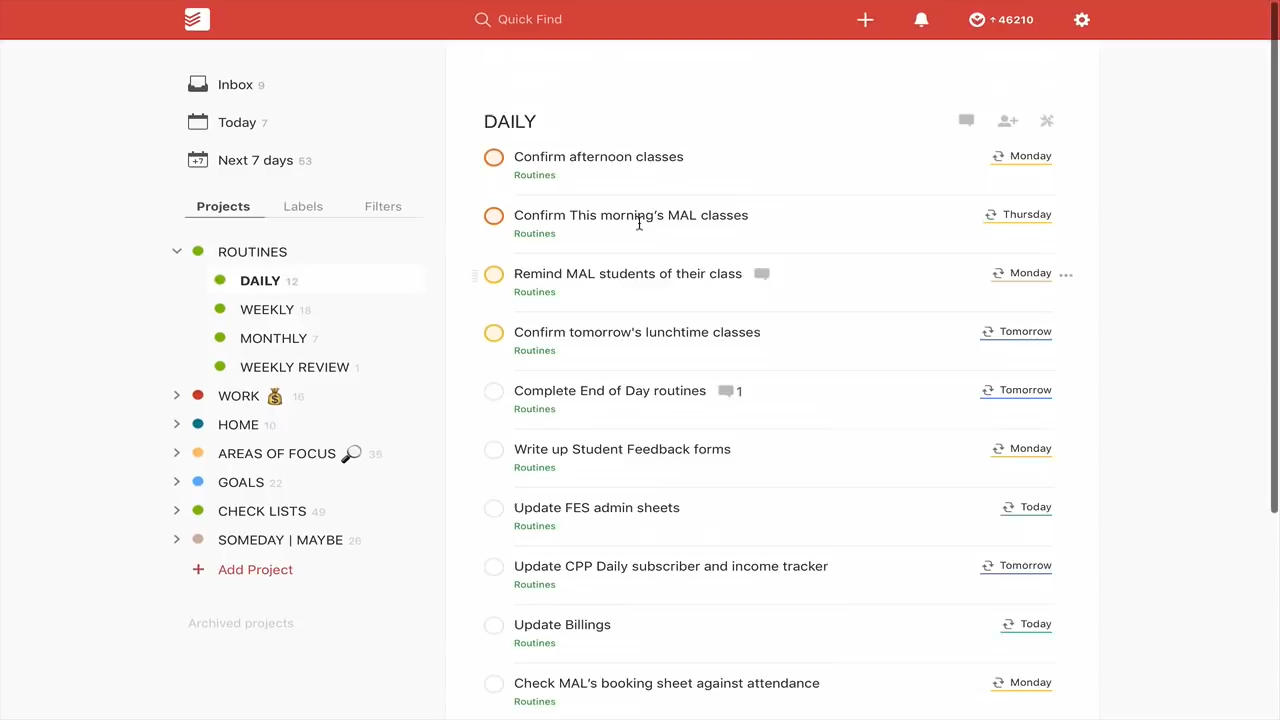 Quick Find
46210
Inbox 9
Today 7
+7 Next 7 days 53
Projects Labels Filters
ROUTINES
DAILY 12
WEEKLY 18
MONTHLY 7
WEEKLY REVIEW 1
WORK 16
HOME 10
AREAS OF FOCUS 35
GOALS 22
CHECK LISTS 49
SOMEDAY | MAYBE 26
+ Add Project
Archived projects
DAILY
Confirm afternoon classes Monday
Routines
Confirm This morning's MAL classes Thursday
Routines
Remind MAL students of their class Monday
Routines
Confirm tomorrow's lunchtime classes Tomorrow
Routines
Complete End of Day routines 1 Tomorrow
Routines
Write up Student Feedback forms Monday
Routines
Update FES admin sheets Today
Routines
Update CPP Daily subscriber and income tracker Tomorrow
Routines
Update Billings Today
Routines
Check MAL's booking sheet against attendance Monday
Routines